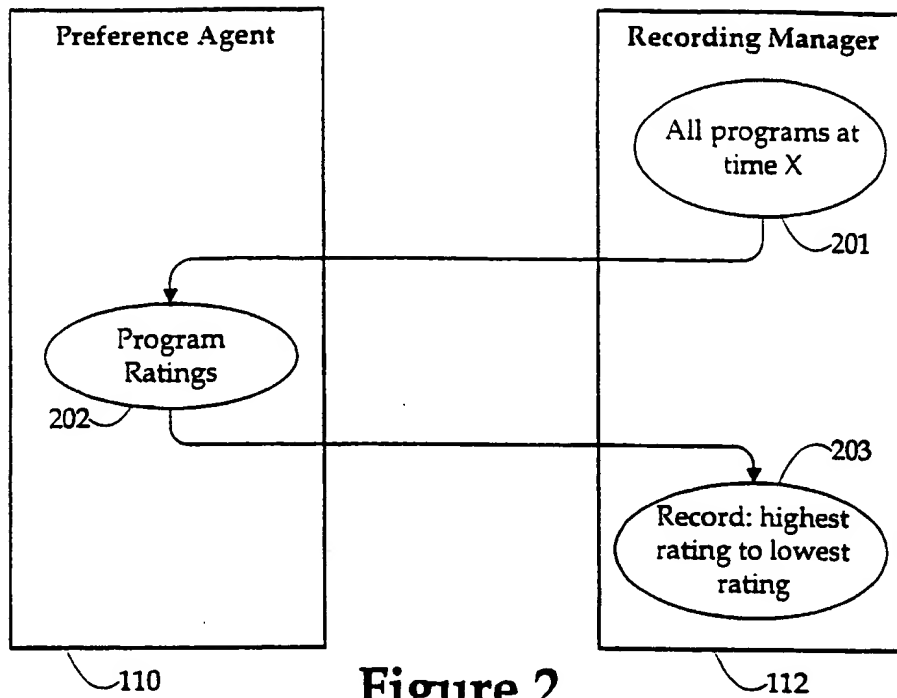 Preference Agent
Recording Manager
All programs at
time X
201
Program
Ratings
202
203
Record: highest
rating to lowest
rating
110
112
Figure 2